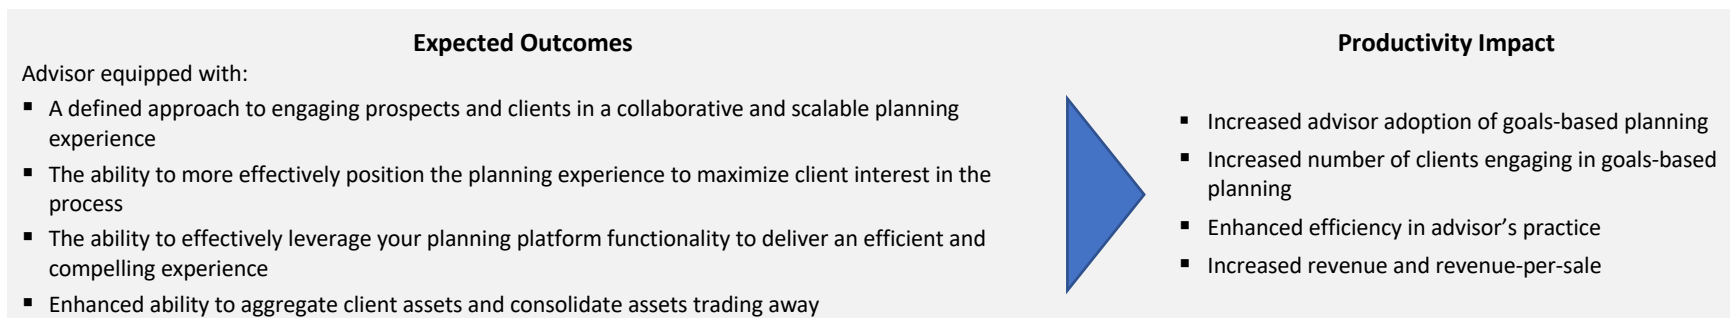 Expected Outcomes
Advisor equipped with:
▪ A defined approach to engaging prospects and clients in a collaborative and scalable planning
experience
▪ The ability to more effectively position the planning experience to maximize client interest in the
process
▪ The ability to effectively leverage your planning platform functionality to deliver an efficient and
compelling experience
▪ Enhanced ability to aggregate client assets and consolidate assets trading away
Productivity Impact
▪ Increased advisor adoption of goals-based planning
▪ Increased number of clients engaging in goals-based
planning
▪ Enhanced efficiency in advisor’s practice
▪ Increased revenue and revenue-per-sale